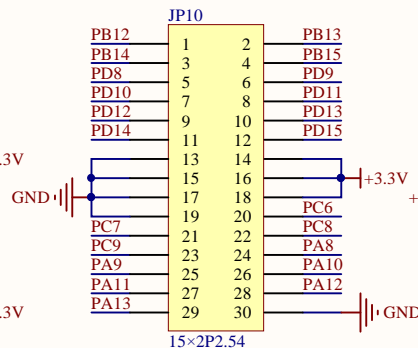 JP10
PB12 1 2 PB13
PB14 3 4 PB15
PD8 5 6 PD9
PD10 7 8 PD11
PD12 9 10 PD13
PD14 11 12 PD15
.3V 13 14
15 16 +3.3V
GND 17 18 +
19 20 PC6
PC7 21 22 PC8
PC9 23 24 PA8
PA9 25 26 PA10
PA11 27 28 PA12
.3V PA13 29 30 GND
15×2P2.54